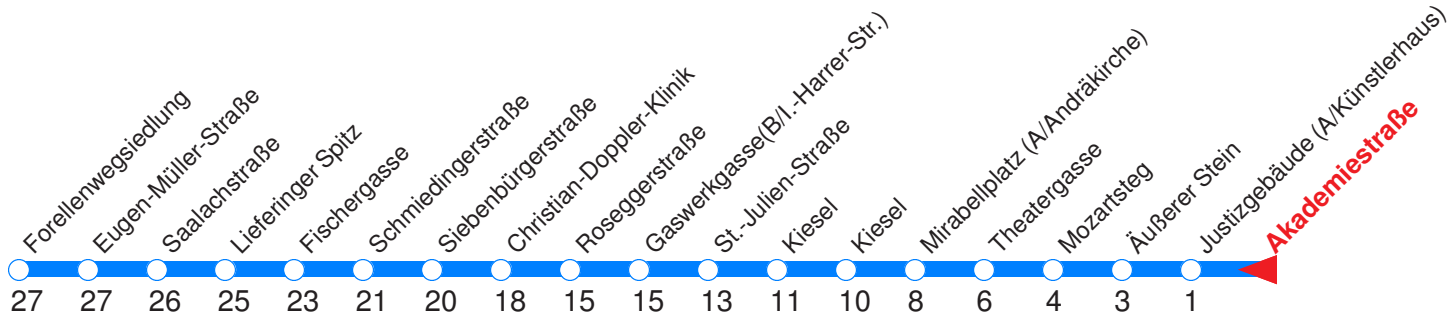 Forellenwegsiedlung
Eugen-Müller-Straße
Saalachstraße
Lieferinger Spitz
Fischergasse
Schmiedingerstraße
Siebenbürgerstraße
Christian-Doppler-Klinik
Roseggerstraße
Gaswerkgasse(B/I.-Harrer-Str.)
St.-Julien-Straße
Kiesel
Kiesel
Mirabellplatz (A/Andräkirche)
Theatergasse
Mozartsteg
Äußerer Stein
Justizgebäude (A/Künstlerhaus)
Akademiestraße
27 27 26 25 23 21 20 18 15 15 13 11 10 8 6 4 3 1